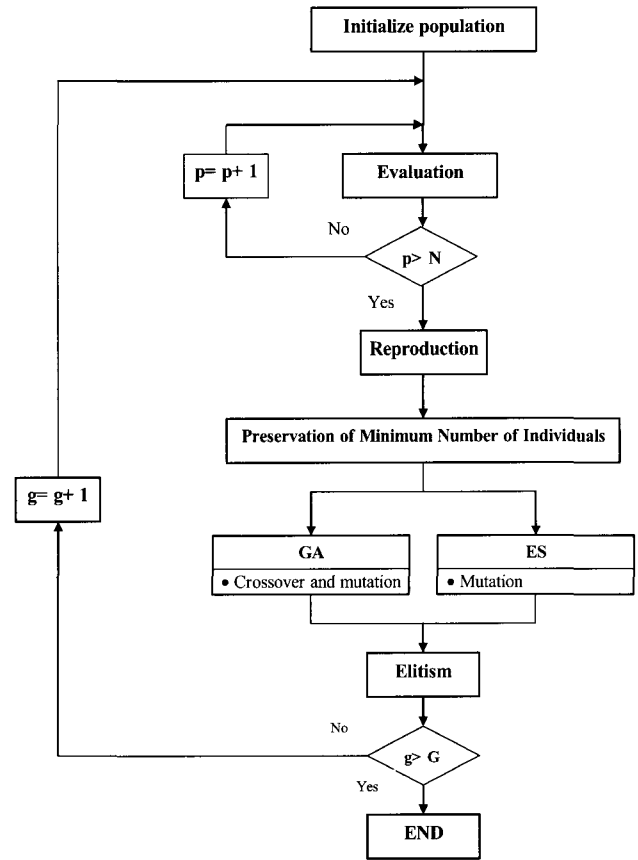 Initialize population
p= p+ 1
Evaluation
No
p> N
Yes
Reproduction
Preservation of Minimum Number of Individuals
g= g+ 1
GA
• Crossover and mutation
ES
• Mutation
Elitism
No
g> G
Yes
END